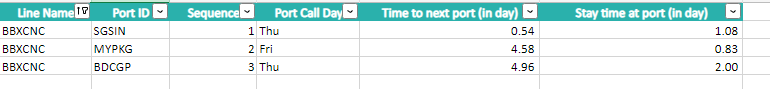 Line Name Port ID Sequence Port Call Day Time to next port (in day) Stay time at port (in day)
BBXCNC SGSIN 1 Thu 0.54 1.08
BBXCNC MYPKG 2 Fri 4.58 0.83
BBXCNC BDCGP 3 Thu 4.96 2.00